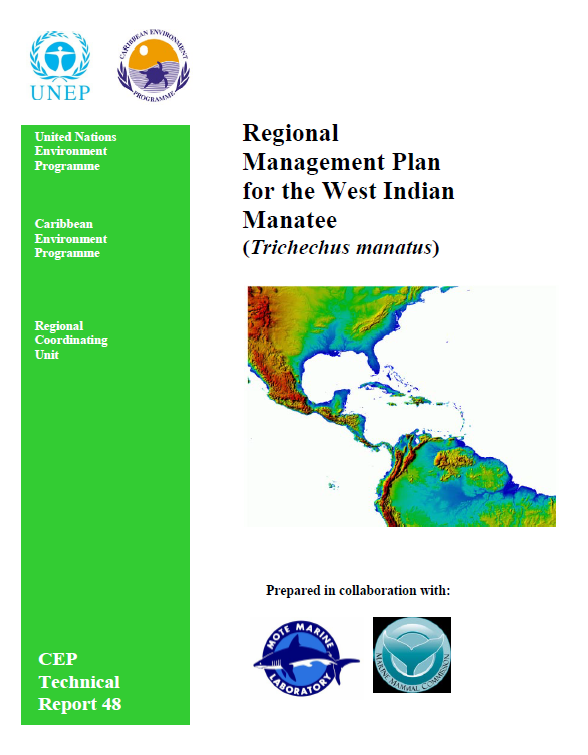 UNEP
CARIBBEAN ENVIRONMENT
PROGRAMME
United Nations
Environment
Programme
Caribbean
Environment
Programme
Regional
Coordinating
Unit
CEP
Technical
Report 48
Regional
Management Plan
for the West Indian
Manatee
(Trichechus manatus)
Prepared in collaboration with:
MOTE MARINE
LABORATORY
MARINE MAMMAL COMMISSION